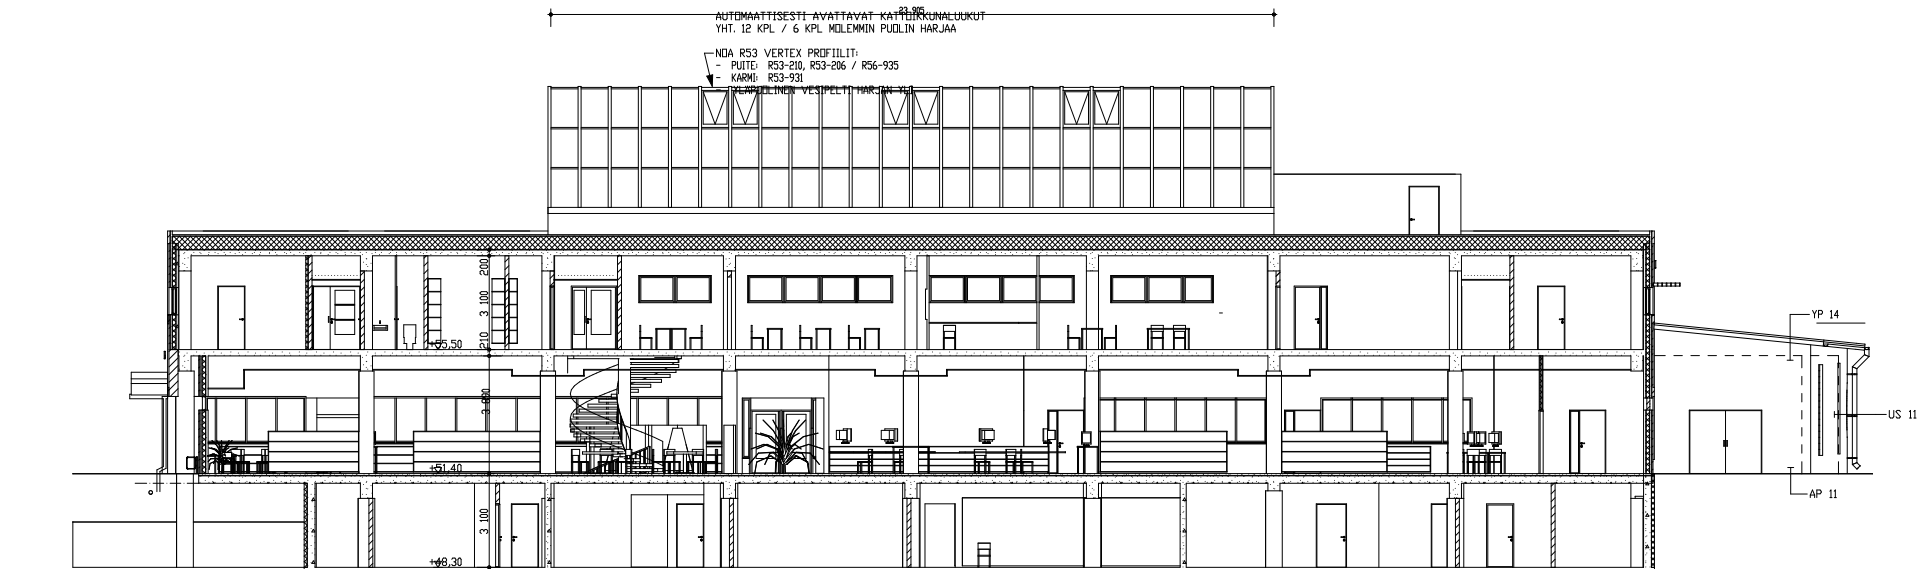 23.905
AUTOMAATTISESTI AVATTAVAT KATTOIKKUNALUUKUT
YHT. 12 KPL / 6 KPL MOLEMMIN PUOLIN HARJAA
NOA R53 VERTEX PROFIILIT:
- PUITE: R53-210, R53-206 / R56-935
- KARMI: R53-931
- YLÄPUOLINEN VESIPELTI HARJAN YLI
200
3 100
YP 14
210
+55,50
3 890
US 11
+51,40
AP 11
3 100
+48,30